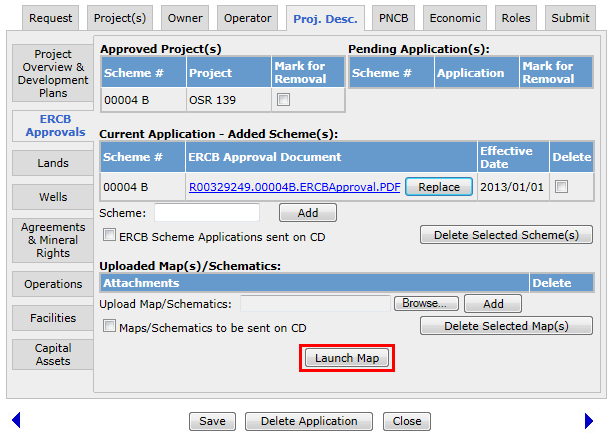 Request Project(s) Owner Operator Proj. Desc. PNCB Economic Roles Submit
Project Overview & Development Plans
ERCB Approvals
Lands
Wells
Agreements & Mineral Rights
Operations
Facilities
Capital Assets
Approved Project(s)
Scheme # Project Mark for Removal
00004 B OSR 139
Pending Application(s):
Scheme # Application Mark for Removal
Current Application - Added Scheme(s):
Scheme # ERCB Approval Document Effective Date Delete
00004 B R00329249.00004B.ERCBApproval.PDF Replace 2013/01/01
Scheme: Add
ERCB Scheme Applications sent on CD Delete Selected Scheme(s)
Uploaded Map(s)/Schematics:
Attachments Delete
Upload Map/Schematics: Browse... Add
Maps/Schematics to be sent on CD Delete Selected Map(s)
Launch Map
Save Delete Application Close